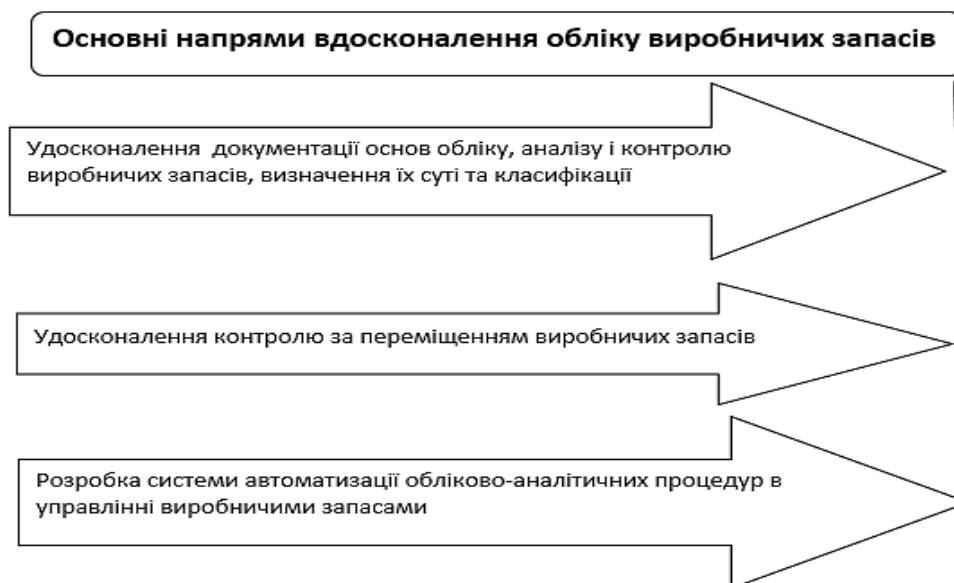 Основні напрями вдосконалення обліку виробничих запасів
Удосконалення документації основ обліку, аналізу і контролю
виробничих запасів, визначення їх суті та класифікації
Удосконалення контролю за переміщенням виробничих запасів
Розробка системи автоматизації обліково-аналітичних процедур в
управлінні виробничими запасами